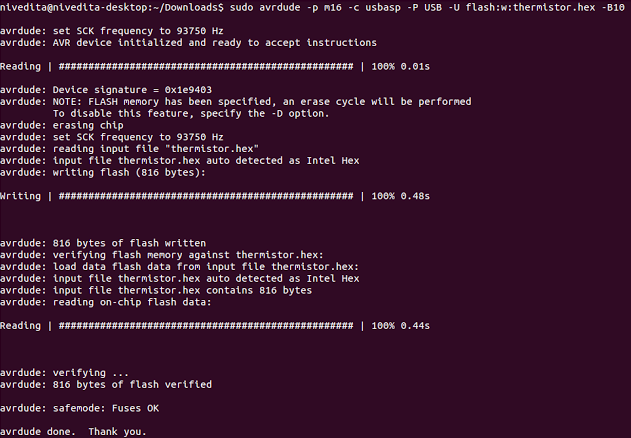 nivedita@nivedita-desktop:~/Downloads$ sudo avrdude -p m16 -c usbasp -P USB -U flash:w:thermistor.hex -B10
avrdude: set SCK frequency to 93750 Hz
avrdude: AVR device initialized and ready to accept instructions
Reading | ################################################## | 100% 0.01s
avrdude: Device signature = 0x1e9403
avrdude: NOTE: FLASH memory has been specified, an erase cycle will be performed
To disable this feature, specify the -D option.
avrdude: erasing chip
avrdude: set SCK frequency to 93750 Hz
avrdude: reading input file "thermistor.hex"
avrdude: input file thermistor.hex auto detected as Intel Hex
avrdude: writing flash (816 bytes):
Writing | ################################################## | 100% 0.48s
avrdude: 816 bytes of flash written
avrdude: verifying flash memory against thermistor.hex:
avrdude: load data flash data from input file thermistor.hex:
avrdude: input file thermistor.hex auto detected as Intel Hex
avrdude: input file thermistor.hex contains 816 bytes
avrdude: reading on-chip flash data:
Reading | ################################################## | 100% 0.44s
avrdude: verifying ...
avrdude: 816 bytes of flash verified
avrdude: safemode: Fuses OK
avrdude done.  Thank you.